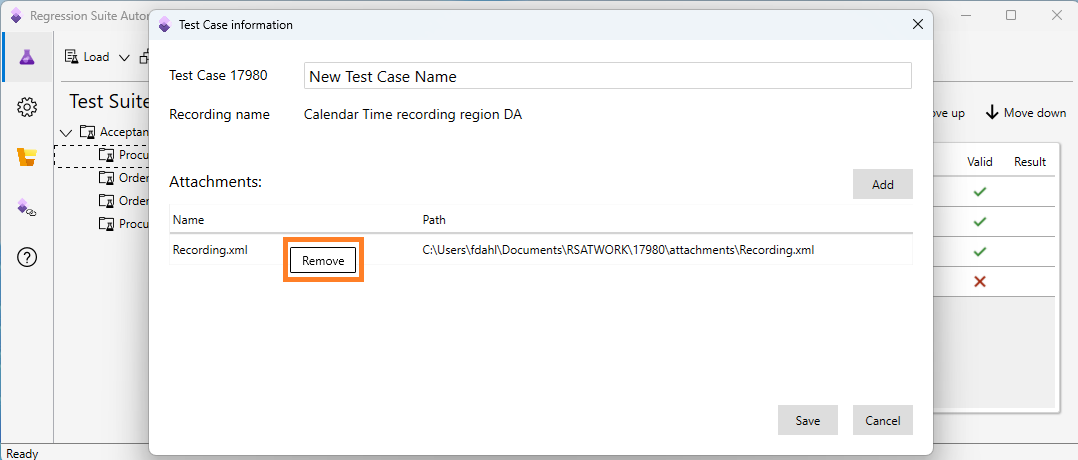 Regression Suite Autom
Test Case information
Load
Test Case 17980
New Test Case Name
Test Suite
Recording name
Calendar Time recording region DA
ove up
Move down
Acceptan
Procu
Valid
Result
Orde
Attachments:
Add
Orde
Name
Path
Procu
Recording.xml
C:\Users\fdahl\Documents\RSATWORK\17980\attachments\Recording.xml
Remove
Save
Cancel
Ready